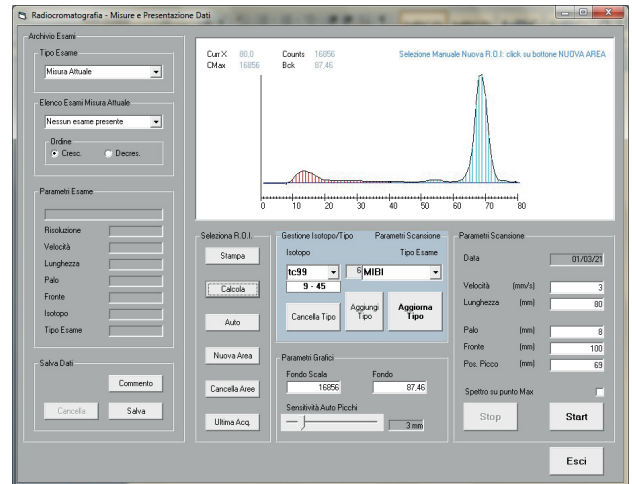 Radiocromatografia - Misure e Presentazione Dati
Archivio Esami
Tipo Esame
Misura Attuale
Elenco Esami Misura Attuale
Nessun esame presente
Ordine
Cresc. Decres.
Parametri Esame
Risoluzione
Velocità
Lunghezza
Palo
Fronte
Isotopo
Tipo Esame
Salva Dati
Commento
Cancella Salva
Curr X 80,0 Counts 16856 Selezione Manuale Nuova R.O.I: click su bottone NUOVA AREA
CMax 16856 Bck 87,46
0 10 20 30 40 50 60 70 80
Seleziona R.O.I.
Stampa
Calcola
Auto
Nuova Area
Cancella Aree
Ultima Acq.
Gestione Isotopo/Tipo Parametri Scansione
Isotopo Tipo Esame
tc99 6 MIBI
9 - 45
Cancella Tipo
Aggiungi Tipo
Aggiorna Tipo
Parametri Grafici
Fondo Scala Fondo
16856 87,46
Sensitività Auto Picchi
3 mm
Parametri Scansione
Data 01/03/21
Velocità (mm/s) 3
Lunghezza (mm) 80
Palo (mm) 8
Fronte (mm) 100
Pos. Picco (mm) 69
Spettro su punto Max
Stop Start
Esci